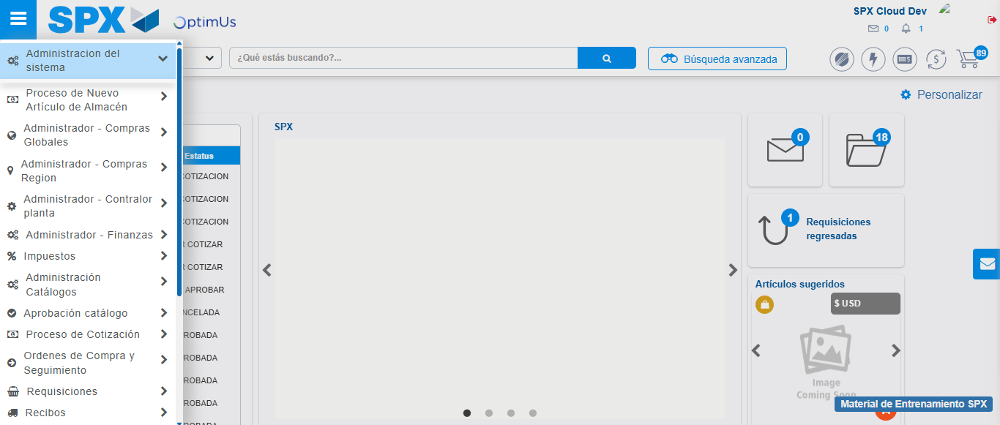 SPX
OptimUs
SPX Cloud Dev
0
1
Administracion del
sistema
¿Qué estás buscando?...
Búsqueda avanzada
89
Personalizar
Proceso de Nuevo
Artículo de Almacén
Administrador - Compras
Globales
Administrador - Compras
Region
Administrador - Contralor
planta
Administrador - Finanzas
Impuestos
Administración
Catálogos
Aprobación catálogo
Proceso de Cotización
Ordenes de Compra y
Seguimiento
Requisiciones
Recibos
Estatus
COTIZACION
COTIZACION
COTIZACION
R COTIZAR
R COTIZAR
APROBAR
NCELADA
ROBADA
ROBADA
ROBADA
ROBADA
SPX
0
18
1
Requisiciones
regresadas
Artículos sugeridos
$ USD
Image
Coming Soon
Material de Entrenamiento SPX